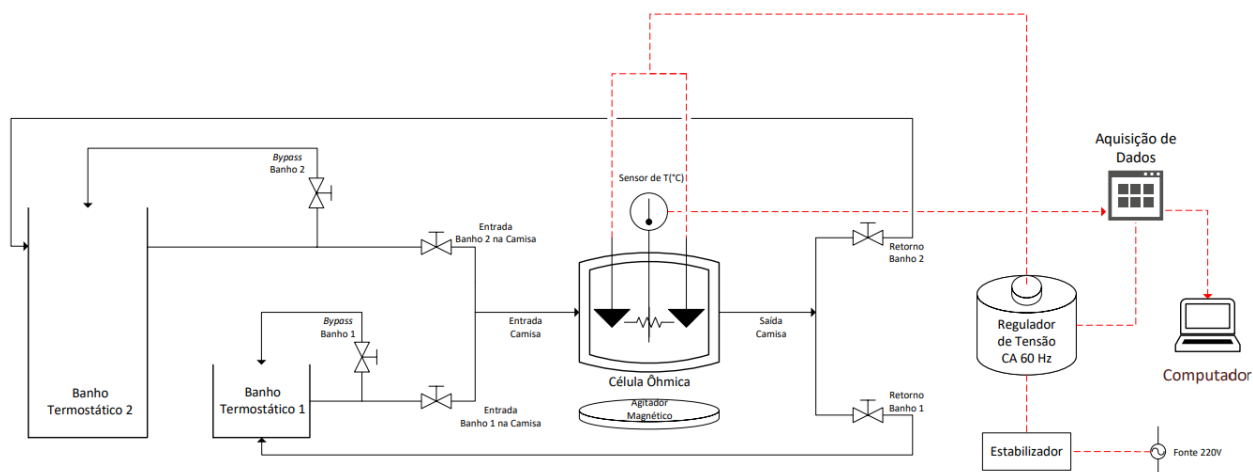 Bypass
Banho 2
Sensor de T(°C)
Aquisição de
Dados
Entrada
Banho 2 na Camisa
Retorno
Banho 2
Bypass
Banho 1
Entrada
Camisa
Saída
Camisa
Regulador
de Tensão
CA 60 Hz
Célula Ôhmica
Computador
Banho
Termostático 2
Banho
Termostático 1
Entrada
Banho 1 na Camisa
Agitador
Magnético
Retorno
Banho 1
Estabilizador
Fonte 220V